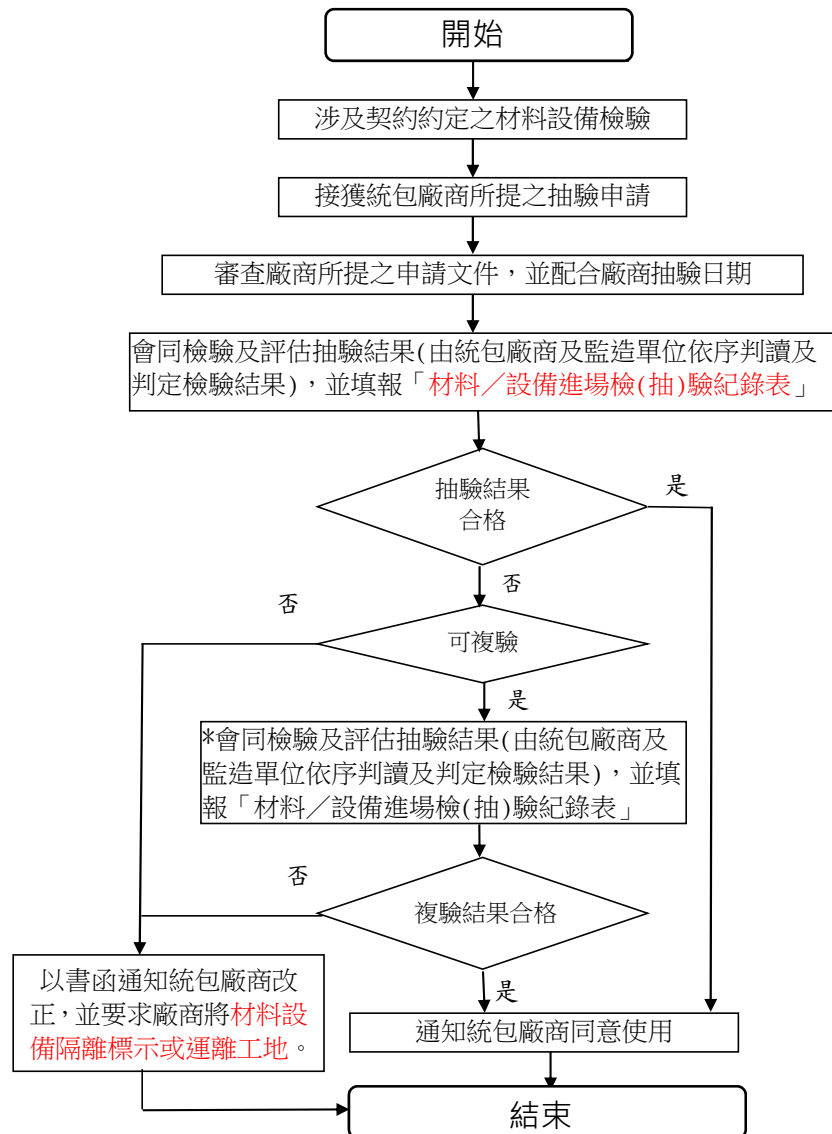 開始
涉及契約約定之材料設備檢驗
接獲統包廠商所提之抽驗申請
審查廠商所提之申請文件，並配合廠商抽驗日期
會同檢驗及評估抽驗結果(由統包廠商及監造單位依序判讀及
判定檢驗結果)，並填報「材料／設備進場檢(抽)驗紀錄表」
抽驗結果
合格
是
否
否
可複驗
是
*會同檢驗及評估抽驗結果(由統包廠商及
監造單位依序判讀及判定檢驗結果)，並填
報「材料／設備進場檢(抽)驗紀錄表」
否
複驗結果合格
以書函通知統包廠商改
正，並要求廠商將材料設
備隔離標示或運離工地。
是
通知統包廠商同意使用
結束